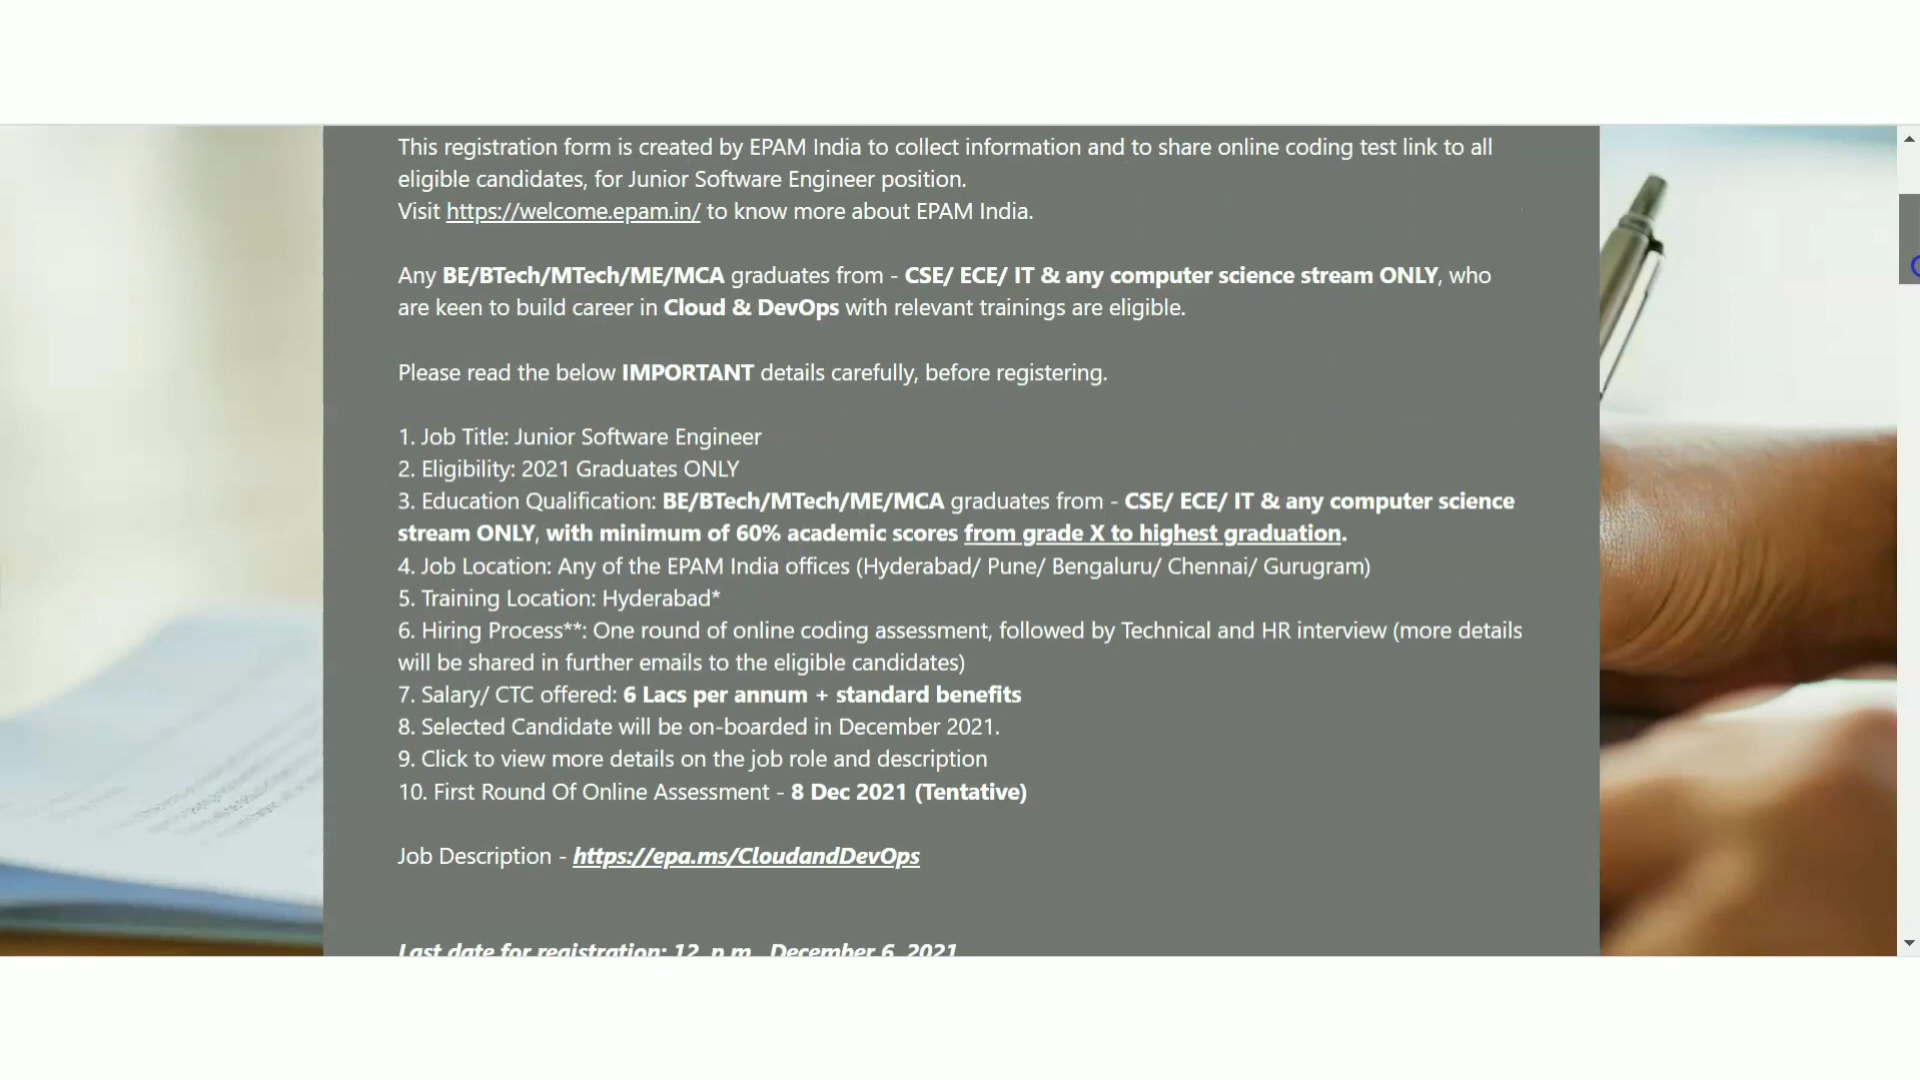 This registration form is created by EPAM India to collect information and to share online coding test link to all
eligible candidates, for Junior Software Engineer position.
Visit https://welcome.epam.in/ to know more about EPAM India.
Any BE/BTech/MTech/ME/MCA graduates from - CSE/ ECE/ IT & any computer science stream ONLY, who
are keen to build career in Cloud & DevOps with relevant trainings are eligible.
Please read the below IMPORTANT details carefully, before registering.
1. Job Title: Junior Software Engineer
2. Eligibility: 2021 Graduates ONLY
3. Education Qualification: BE/BTech/MTech/ME/MCA graduates from - CSE/ ECE/ IT & any computer science
stream ONLY, with minimum of 60% academic scores from grade X to highest graduation.
4. Job Location: Any of the EPAM India offices (Hyderabad/ Pune/ Bengaluru/ Chennai/ Gurugram)
5. Training Location: Hyderabad*
6. Hiring Process**: One round of online coding assessment, followed by Technical and HR interview (more details
will be shared in further emails to the eligible candidates)
7. Salary/ CTC offered: 6 Lacs per annum + standard benefits
8. Selected Candidate will be on-boarded in December 2021.
9. Click to view more details on the job role and description
10. First Round Of Online Assessment - 8 Dec 2021 (Tentative)
Job Description - https://epa.ms/CloudandDevOps
Last date for registration: 12 p.m. December 6, 2021